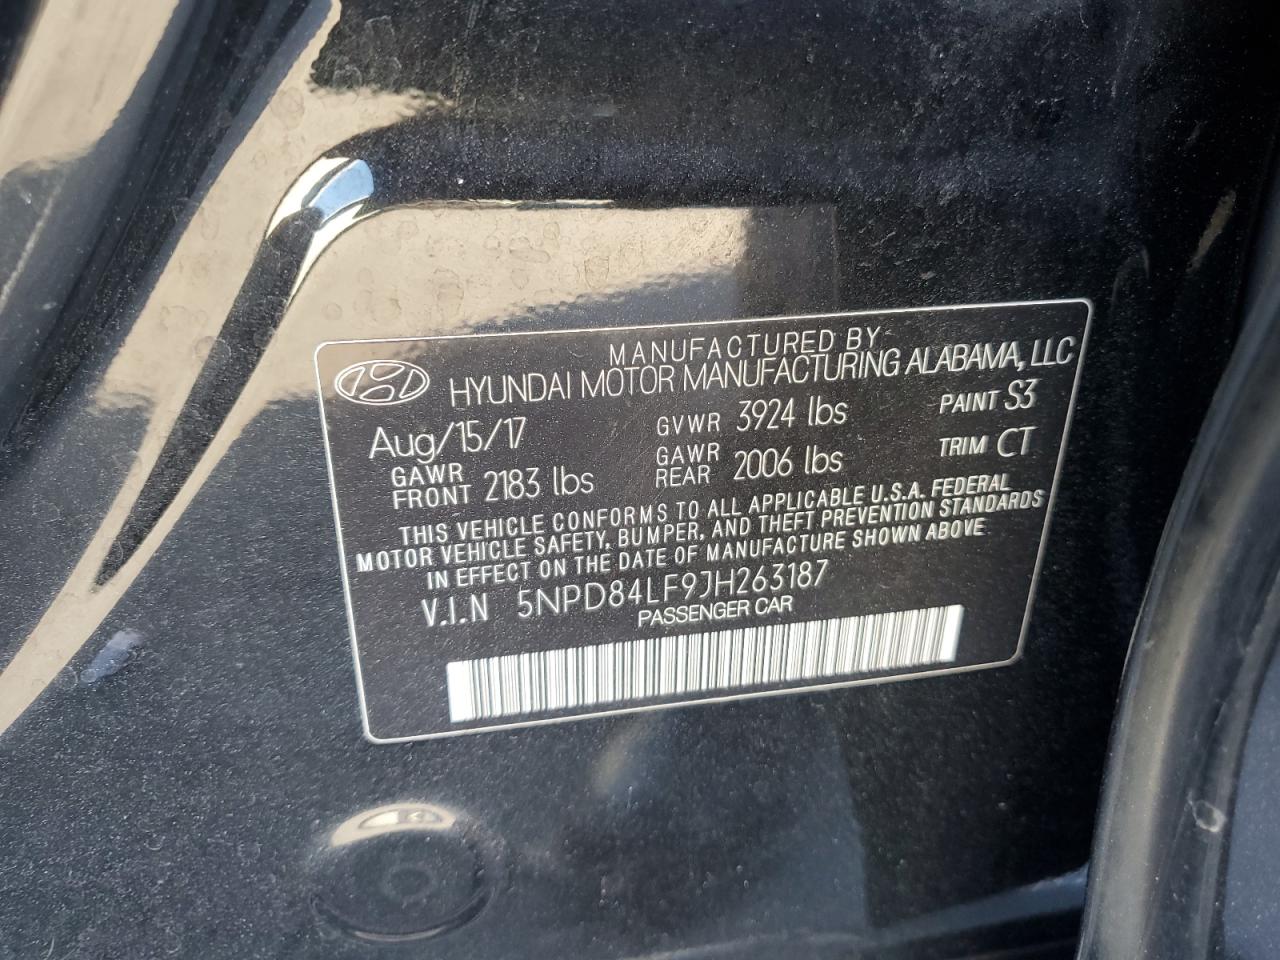 MANUFACTURED BY
HYUNDAI MOTOR MANUFACTURING ALABAMA, LLC
Aug/15/17 GVWR 3924 lbs PAINT S3
GAWR FRONT 2183 lbs GAWR REAR 2006 lbs TRIM CT
THIS VEHICLE CONFORMS TO ALL APPLICABLE U.S.A. FEDERAL
MOTOR VEHICLE SAFETY, BUMPER, AND THEFT PREVENTION STANDARDS
IN EFFECT ON THE DATE OF MANUFACTURE SHOWN ABOVE
V.I.N 5NPD84LF9JH263187
PASSENGER CAR